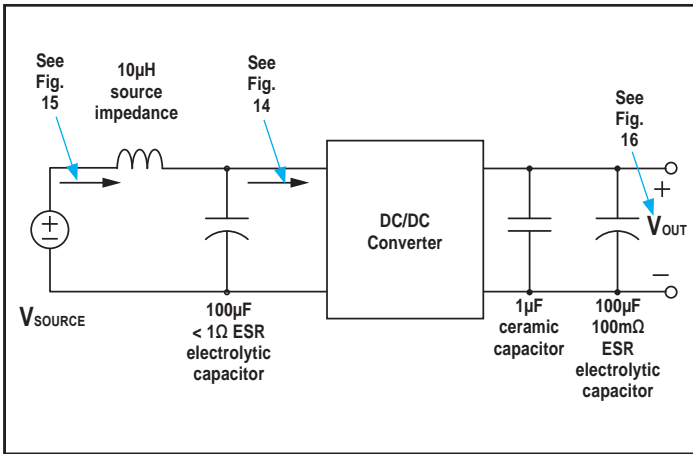 See
Fig.
15
10µH
source
impedance
See
Fig.
14
See
Fig.
16
DC/DC
Converter
+
−
+
VOUT
−
VSOURCE
100µF
< 1Ω ESR
electrolytic
capacitor
1µF
ceramic
capacitor
100µF
100mΩ
ESR
electrolytic
capacitor